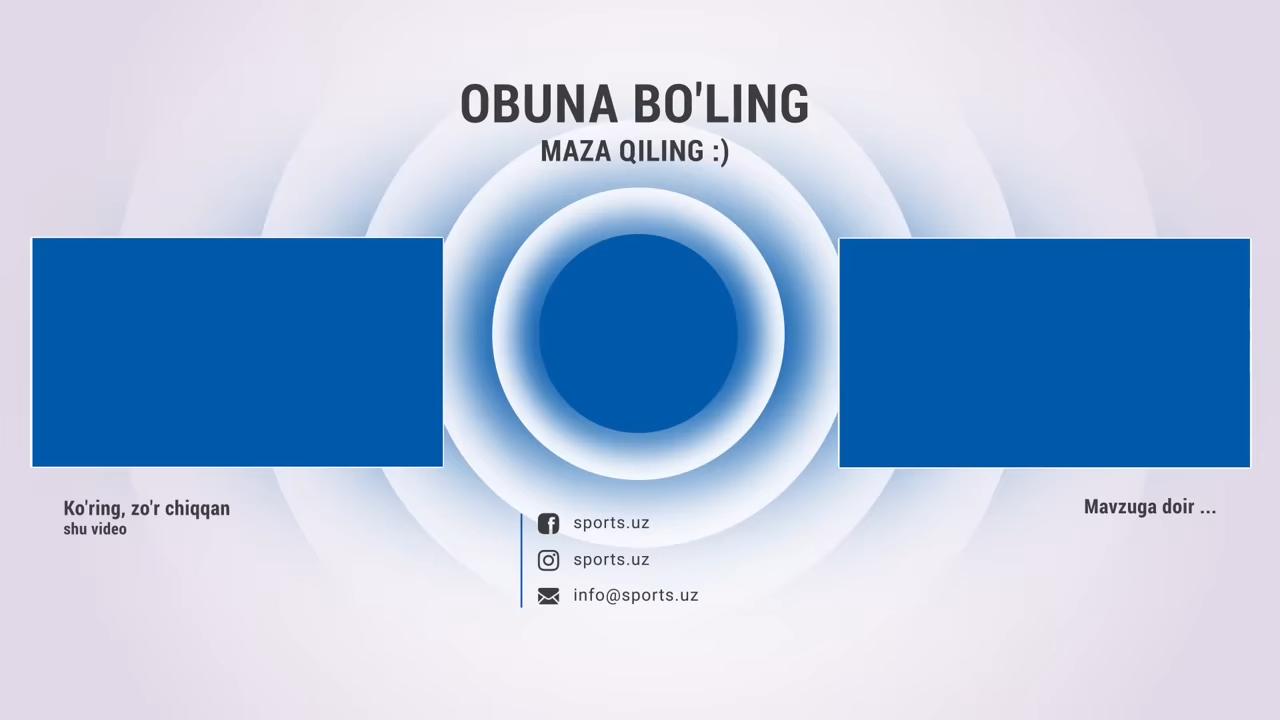 OBUNA BO'LING
MAZA QILING :)
Ko'ring, zo'r chiqqan
shu video
Mavzuga doir ...
sports.uz
sports.uz
info@sports.uz